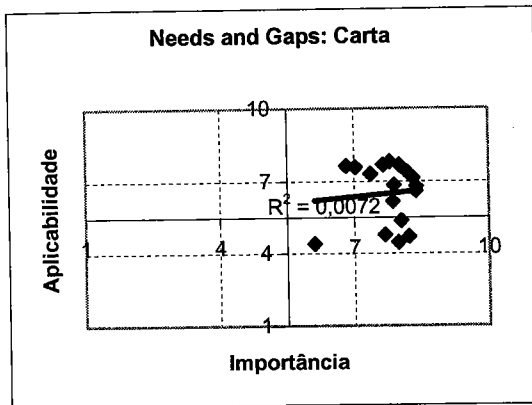 Needs and Gaps: Carta
10
7
R² = 0,0072
1
4
7
10
4
1
Aplicabilidade
Importância